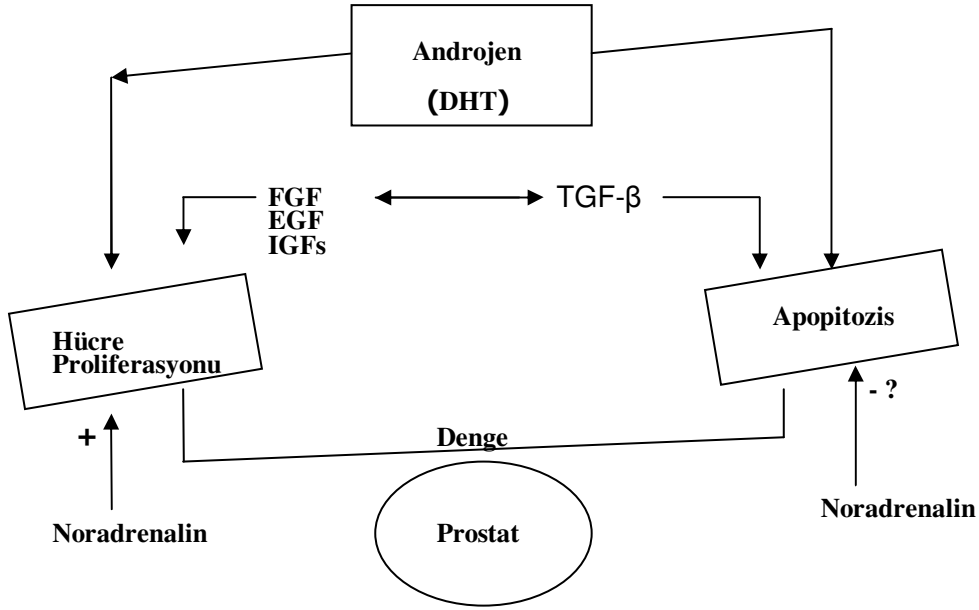 Androjen
(DHT)
FGF
EGF
IGFs
TGF-β
Hücre
Proliferasyonu
Apopitozis
+
- ?
Denge
Noradrenalin
Noradrenalin
Prostat